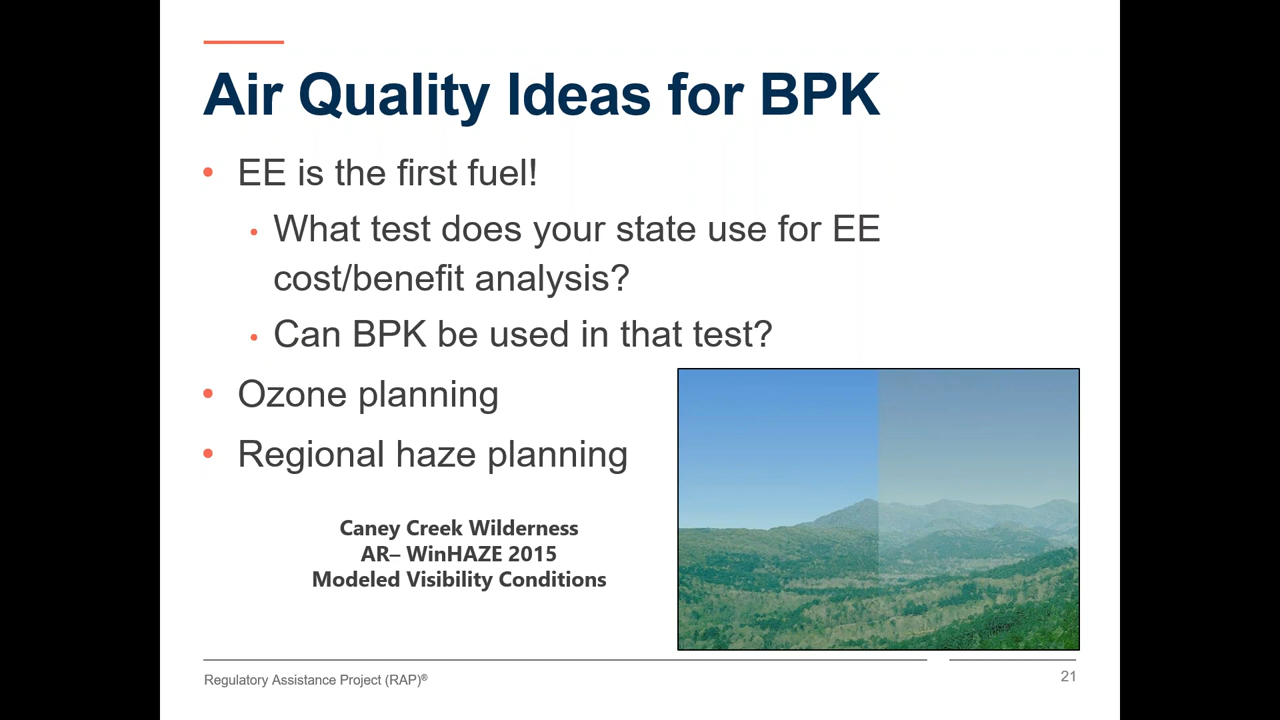 Air Quality Ideas for BPK
• EE is the first fuel!
• What test does your state use for EE
cost/benefit analysis?
• Can BPK be used in that test?
• Ozone planning
• Regional haze planning
Caney Creek Wilderness
AR– WinHAZE 2015
Modeled Visibility Conditions
Regulatory Assistance Project (RAP)®
21